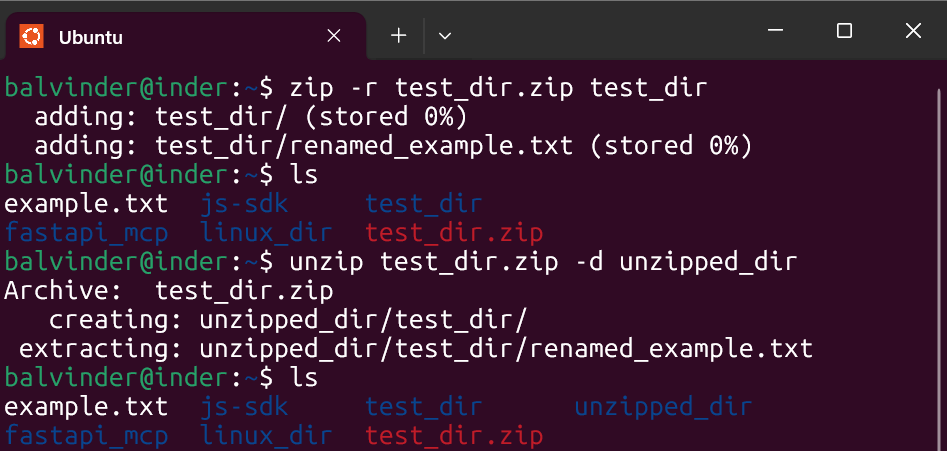 Ubuntu
balvinder@inder:~$ zip -r test_dir.zip test_dir
  adding: test_dir/ (stored 0%)
  adding: test_dir/renamed_example.txt (stored 0%)
balvinder@inder:~$ ls
example.txt  js-sdk     test_dir
fastapi_mcp  linux_dir  test_dir.zip
balvinder@inder:~$ unzip test_dir.zip -d unzipped_dir
Archive:  test_dir.zip
   creating: unzipped_dir/test_dir/
 extracting: unzipped_dir/test_dir/renamed_example.txt
balvinder@inder:~$ ls
example.txt  js-sdk     test_dir      unzipped_dir
fastapi_mcp  linux_dir  test_dir.zip